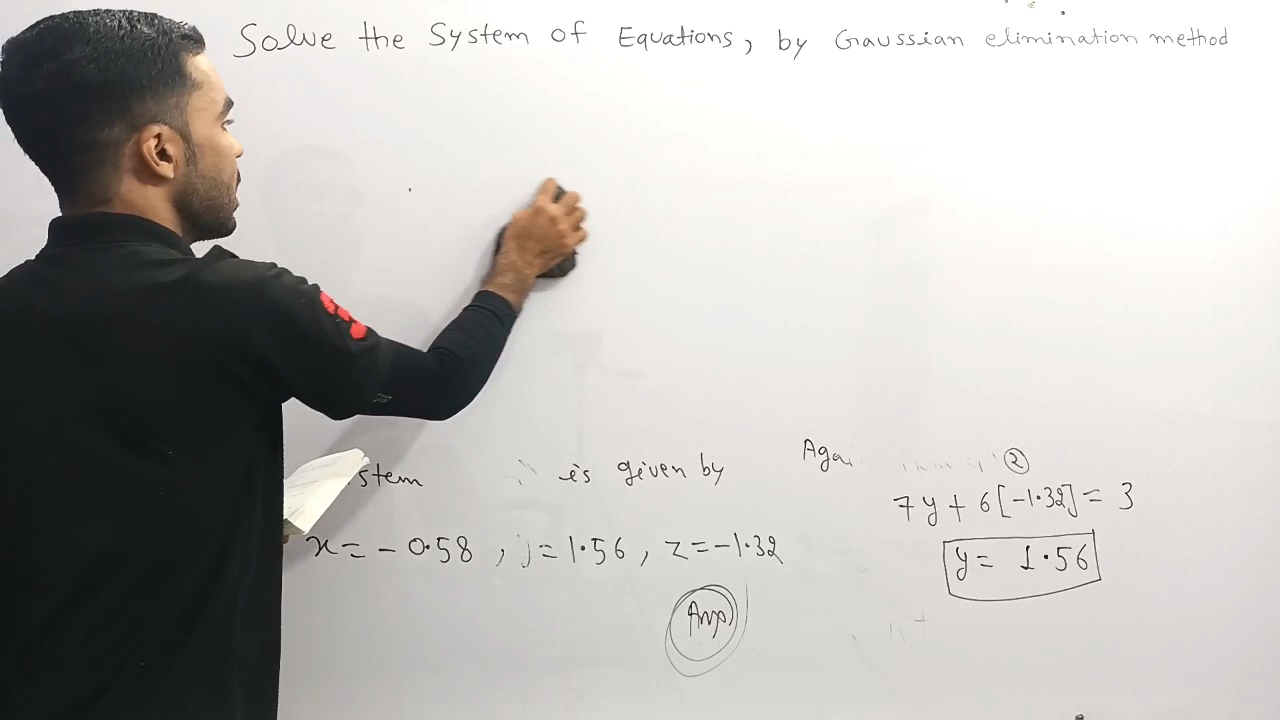 Solve the System of Equations, by Gaussian elimination method
stem is given by
x = - 0.58 , = 1.56 , z = -1.32
Ans
②
7y + 6[-1.32] = 3
y = 1.56